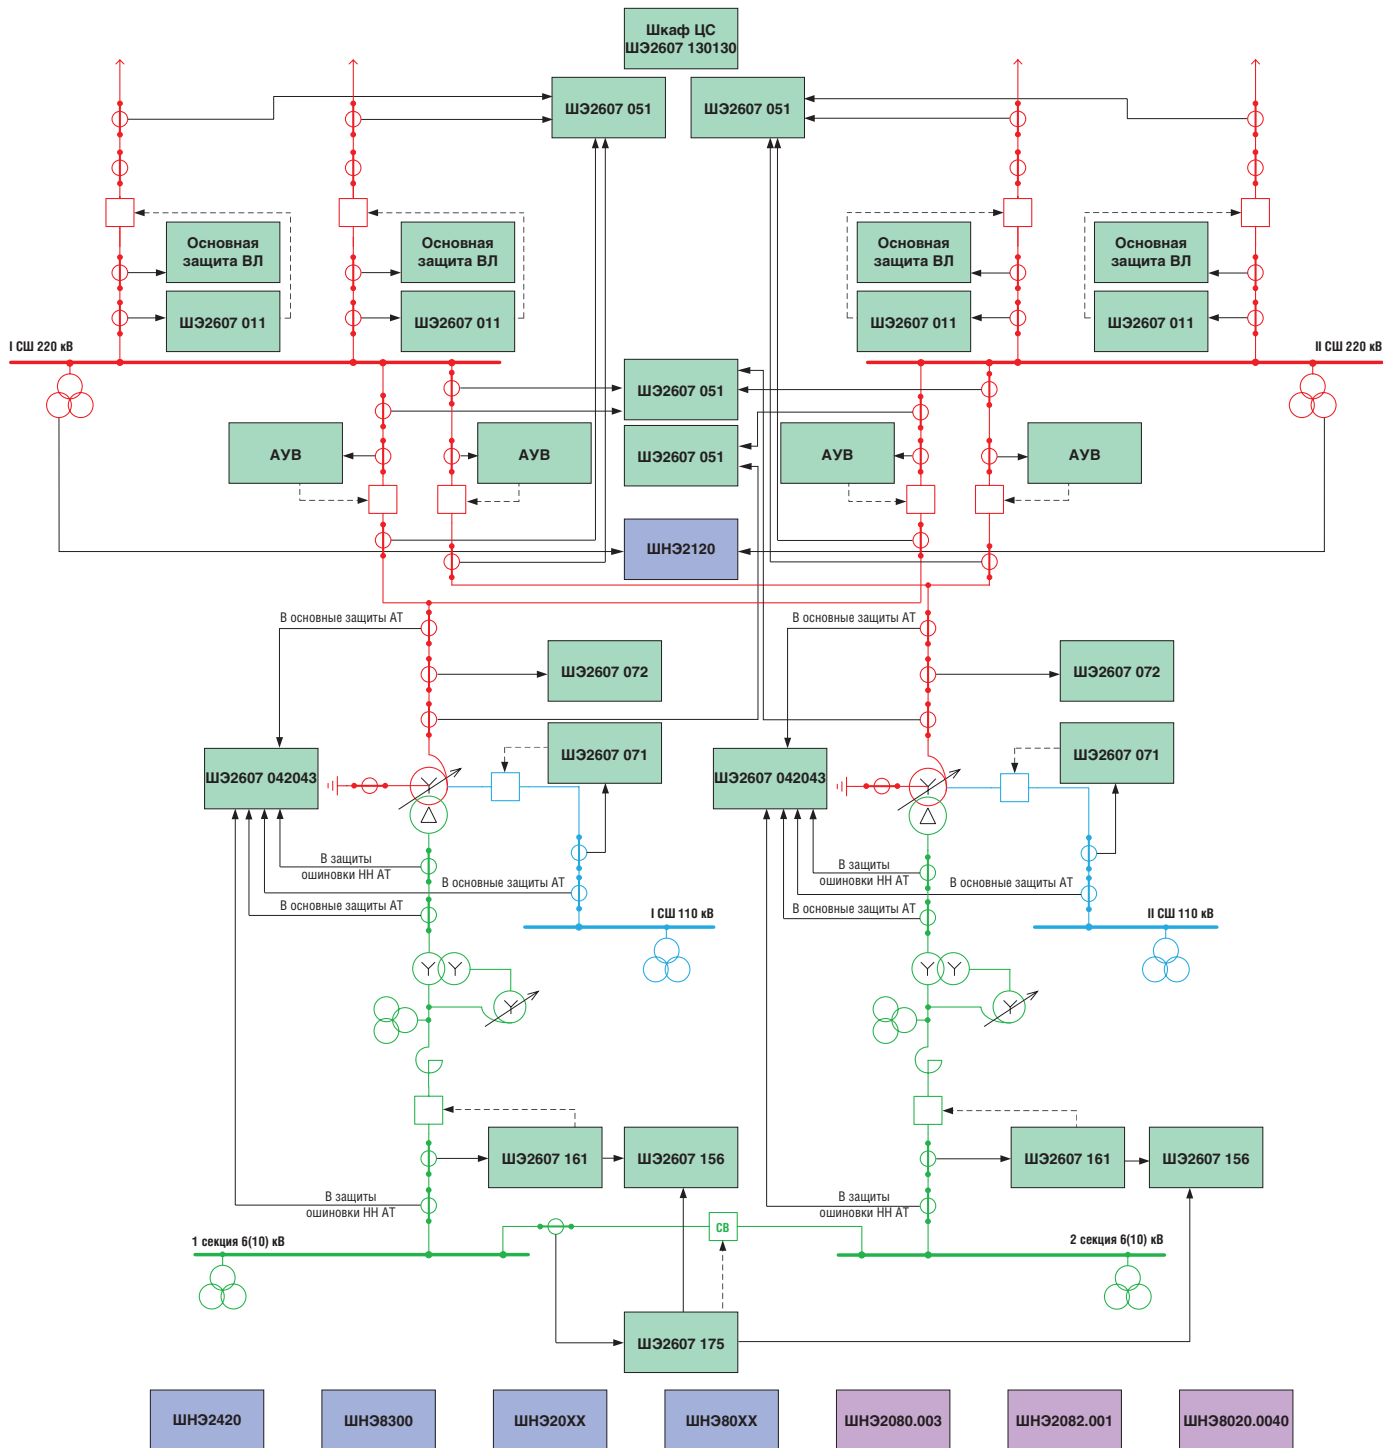 Шкаф ЦС
ШЭ2607 130130
ШЭ2607 051
ШЭ2607 051
Основная
защита ВЛ
Основная
защита ВЛ
Основная
защита ВЛ
Основная
защита ВЛ
ШЭ2607 011
ШЭ2607 011
ШЭ2607 011
ШЭ2607 011
I СШ 220 кВ
II СШ 220 кВ
ШЭ2607 051
АУВ
АУВ
ШЭ2607 051
АУВ
АУВ
ШНЭ2120
В основные защиты АТ
В основные защиты АТ
ШЭ2607 072
ШЭ2607 072
ШЭ2607 071
ШЭ2607 071
ШЭ2607 042043
ШЭ2607 042043
В защиты
ошиновки НН АТ
В защиты
ошиновки НН АТ
В основные защиты АТ
В основные защиты АТ
В основные защиты АТ
В основные защиты АТ
I СШ 110 кВ
II СШ 110 кВ
ШЭ2607 161
ШЭ2607 156
ШЭ2607 161
ШЭ2607 156
В защиты
ошиновки НН АТ
В защиты
ошиновки НН АТ
СВ
1 секция 6(10) кВ
2 секция 6(10) кВ
ШЭ2607 175
ШНЭ2420
ШНЭ8300
ШНЭ20XX
ШНЭ80XX
ШНЭ2080.003
ШНЭ2082.001
ШНЭ8020.0040